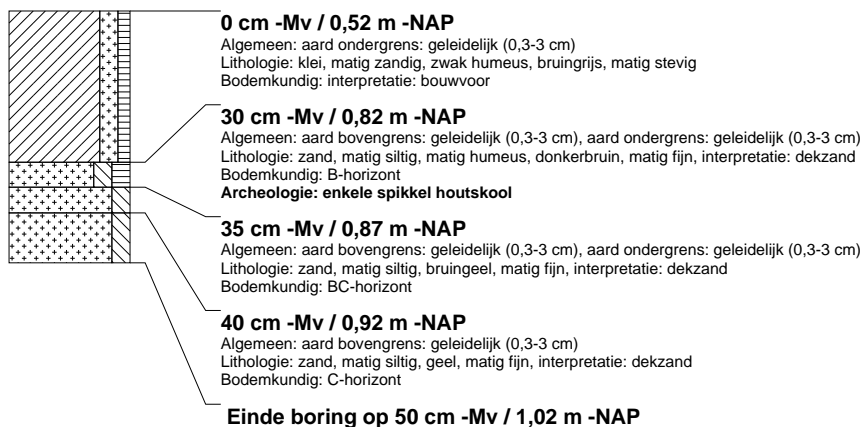 0 cm -Mv / 0,52 m -NAP
Algemeen: aard ondergrens: geleidelijk (0,3-3 cm)
Lithologie: klei, matig zandig, zwak humeus, bruingrijs, matig stevig
Bodemkundig: interpretatie: bouwvoor
30 cm -Mv / 0,82 m -NAP
Algemeen: aard bovengrens: geleidelijk (0,3-3 cm), aard ondergrens: geleidelijk (0,3-3 cm)
Lithologie: zand, matig siltig, matig humeus, donkerbruin, matig fijn, interpretatie: dekzand
Bodemkundig: B-horizont
Archeologie: enkele spikkel houtskool
35 cm -Mv / 0,87 m -NAP
Algemeen: aard bovengrens: geleidelijk (0,3-3 cm), aard ondergrens: geleidelijk (0,3-3 cm)
Lithologie: zand, matig siltig, bruingeel, matig fijn, interpretatie: dekzand
Bodemkundig: BC-horizont
40 cm -Mv / 0,92 m -NAP
Algemeen: aard bovengrens: geleidelijk (0,3-3 cm)
Lithologie: zand, matig siltig, geel, matig fijn, interpretatie: dekzand
Bodemkundig: C-horizont
Einde boring op 50 cm -Mv / 1,02 m -NAP